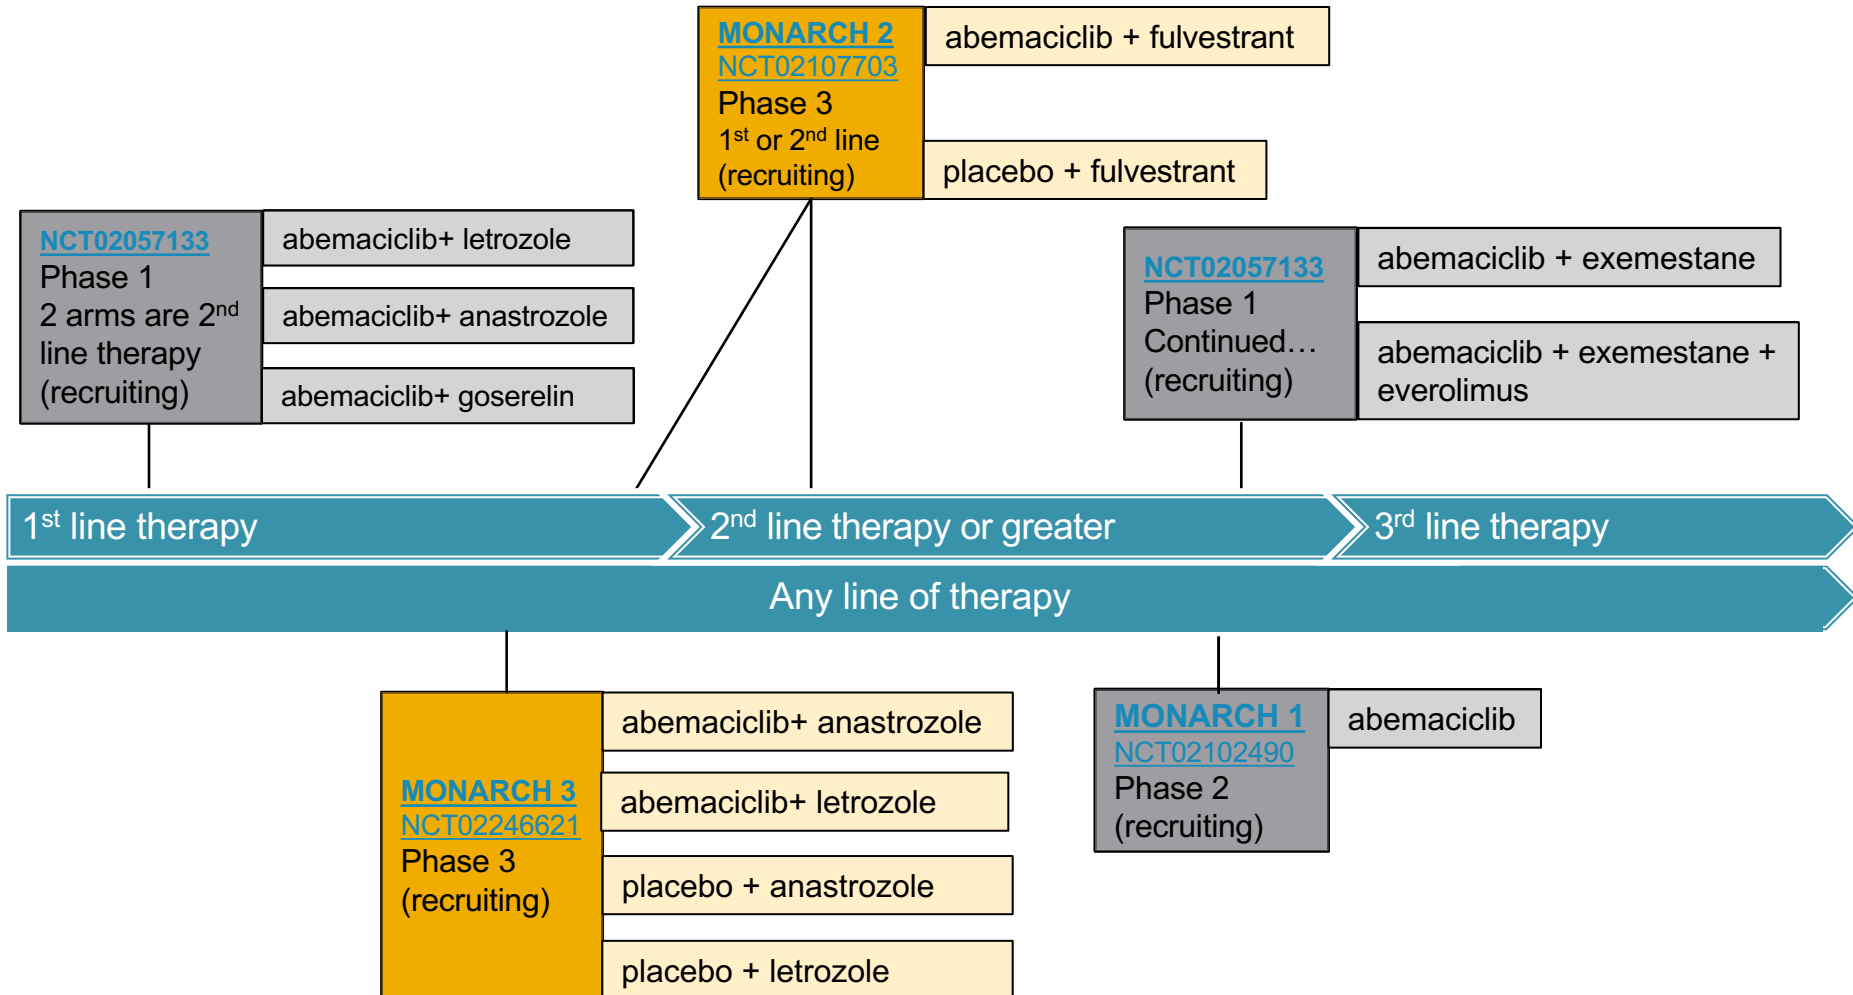 MONARCH 2
NCT02107703
Phase 3
1st or 2nd line
(recruiting)
abemaciclib + fulvestrant
placebo + fulvestrant
NCT02057133
Phase 1
2 arms are 2nd
line therapy
(recruiting)
abemaciclib+ letrozole
abemaciclib+ anastrozole
abemaciclib+ goserelin
NCT02057133
Phase 1
Continued…
(recruiting)
abemaciclib + exemestane
abemaciclib + exemestane +
everolimus
1st line therapy
2nd line therapy or greater
3rd line therapy
Any line of therapy
MONARCH 3
NCT02246621
Phase 3
(recruiting)
abemaciclib+ anastrozole
abemaciclib+ letrozole
placebo + anastrozole
placebo + letrozole
MONARCH 1
NCT02102490
Phase 2
(recruiting)
abemaciclib